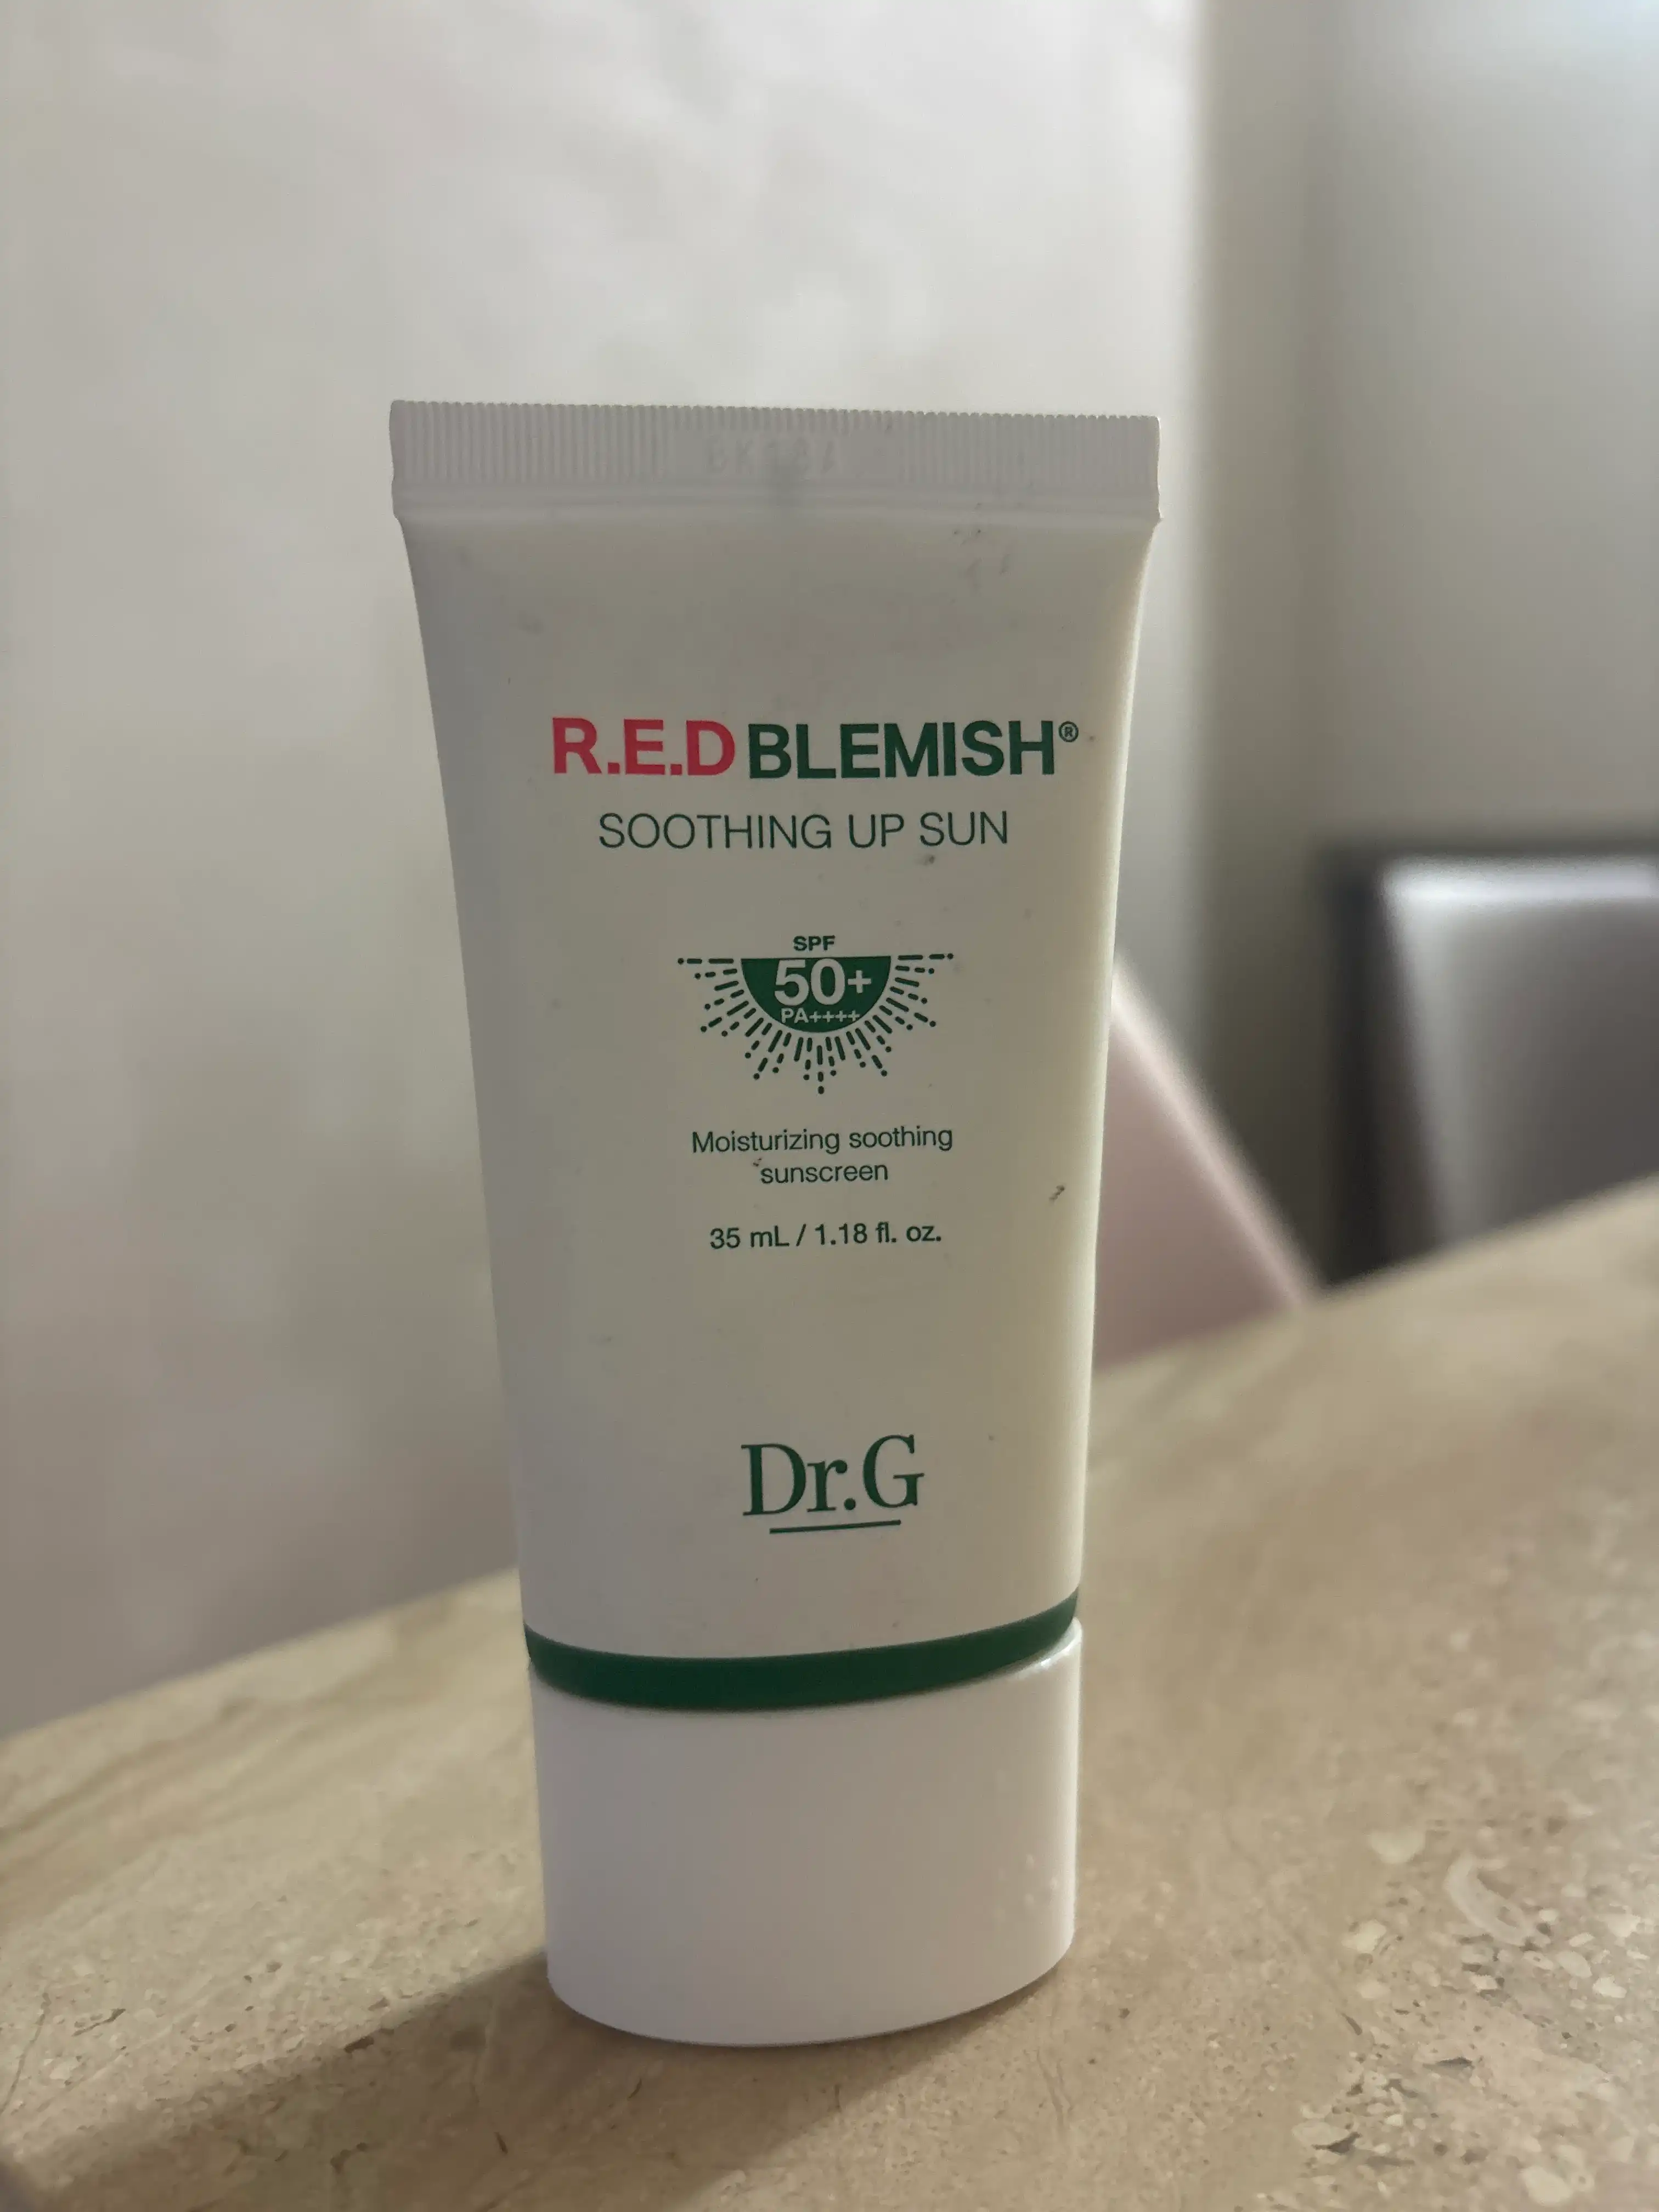 R.E.D BLEMISH®
SOOTHING UP SUN
SPF
50+
PA++++
Moisturizing soothing
sunscreen
35 mL / 1.18 fl. oz.
Dr.G